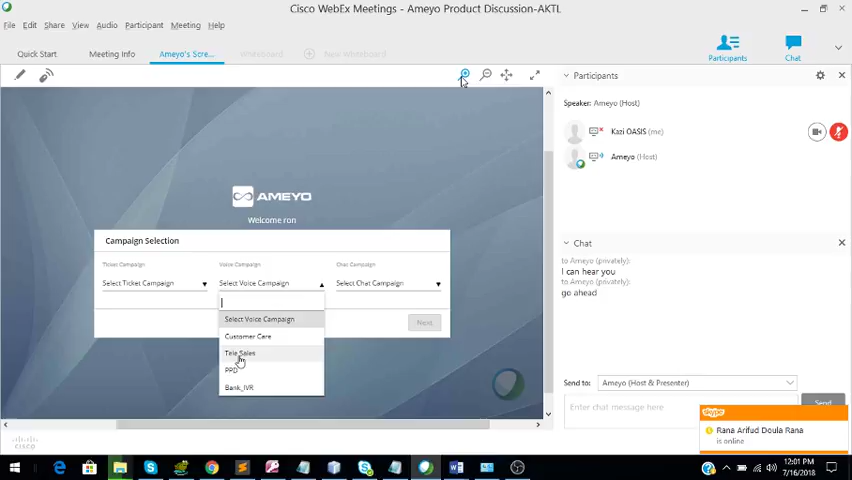 Cisco WebEx Meetings - Ameyo Product Discussion-AKTL
File Edit Share View Audio Participant Meeting Help
Quick Start Meeting Info Ameyo's Scre... Whiteboard New Whiteboard
Participants Chat
Participants
Speaker: Ameyo (Host)
Kazi OASIS (me)
Ameyo (Host)
AMEYO
Welcome ron
Campaign Selection
Ticket Campaign Voice Campaign Chat Campaign
Select Ticket Campaign Select Voice Campaign Select Chat Campaign
Select Voice Campaign
Customer Care
Tele Sales
PPD
Bank_IVR
Next
Chat
to Ameyo (privately):
I can hear you
to Ameyo (privately):
go ahead
Send to: Ameyo (Host & Presenter)
Enter chat message here
Send
skype
Rana Arifud Doula Rana
is online
CISCO
12:01 PM
7/16/2018